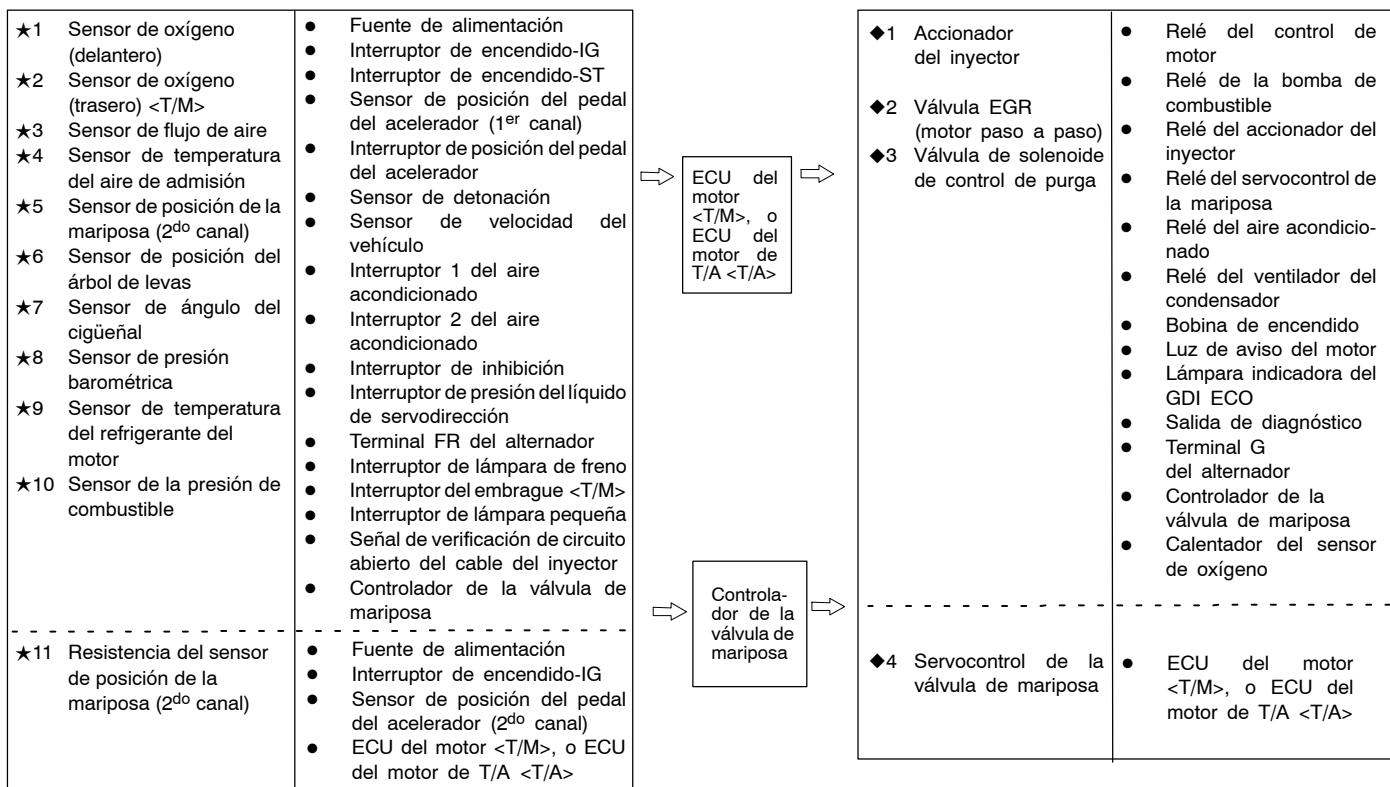 ★1 Sensor de oxígeno
(delantero)
★2 Sensor de oxígeno
(trasero) <T/M>
★3 Sensor de flujo de aire
★4 Sensor de temperatura
del aire de admisión
★5 Sensor de posición de la
mariposa (2do canal)
★6 Sensor de posición del
árbol de levas
★7 Sensor de ángulo del
cigüeñal
★8 Sensor de presión
barométrica
★9 Sensor de temperatura
del refrigerante del
motor
★10 Sensor de la presión de
combustible
● Fuente de alimentación
● Interruptor de encendido-IG
● Interruptor de encendido-ST
● Sensor de posición del pedal
del acelerador (1er canal)
● Interruptor de posición del pedal
del acelerador
● Sensor de detonación
● Sensor de velocidad del
vehículo
● Interruptor 1 del aire
acondicionado
● Interruptor 2 del aire
acondicionado
● Interruptor de inhibición
● Interruptor de presión del líquido
de servodirección
● Terminal FR del alternador
● Interruptor de lámpara de freno
● Interruptor del embrague <T/M>
● Interruptor de lámpara pequeña
● Señal de verificación de circuito
abierto del cable del inyector
● Controlador de la válvula de
mariposa
★11 Resistencia del sensor
de posición de la
mariposa (2do canal)
● Fuente de alimentación
● Interruptor de encendido-IG
● Sensor de posición del pedal
del acelerador (2do canal)
● ECU del motor <T/M>, o ECU
del motor de T/A <T/A>
ECU del
motor
<T/M>, o
ECU del
motor de
T/A <T/A>
Controla-
dor de la
válvula de
mariposa
◆1 Accionador
del inyector
◆2 Válvula EGR
(motor paso a paso)
◆3 Válvula de solenoide
de control de purga
● Relé del control de
motor
● Relé de la bomba de
combustible
● Relé del accionador del
inyector
● Relé del servocontrol de
la mariposa
● Relé del aire acondicio-
nado
● Relé del ventilador del
condensador
● Bobina de encendido
● Luz de aviso del motor
● Lámpara indicadora del
GDI ECO
● Salida de diagnóstico
● Terminal G
del alternador
● Controlador de la
válvula de mariposa
● Calentador del sensor
de oxígeno
◆4 Servocontrol de la
válvula de mariposa
● ECU del motor
<T/M>, o ECU del
motor de T/A <T/A>